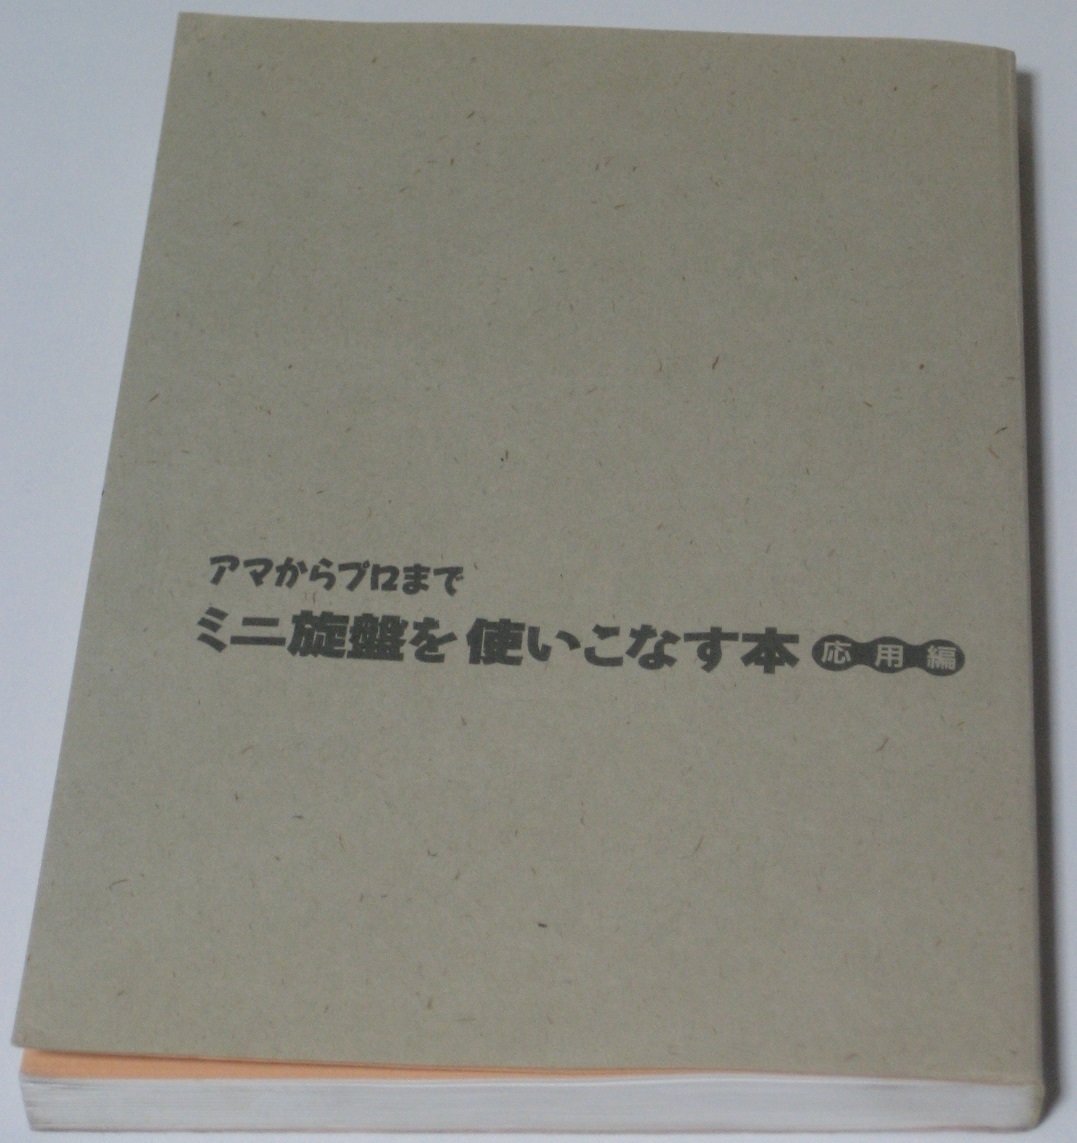 アマからプロまで
ミニ旋盤を使いこなす本 応用編